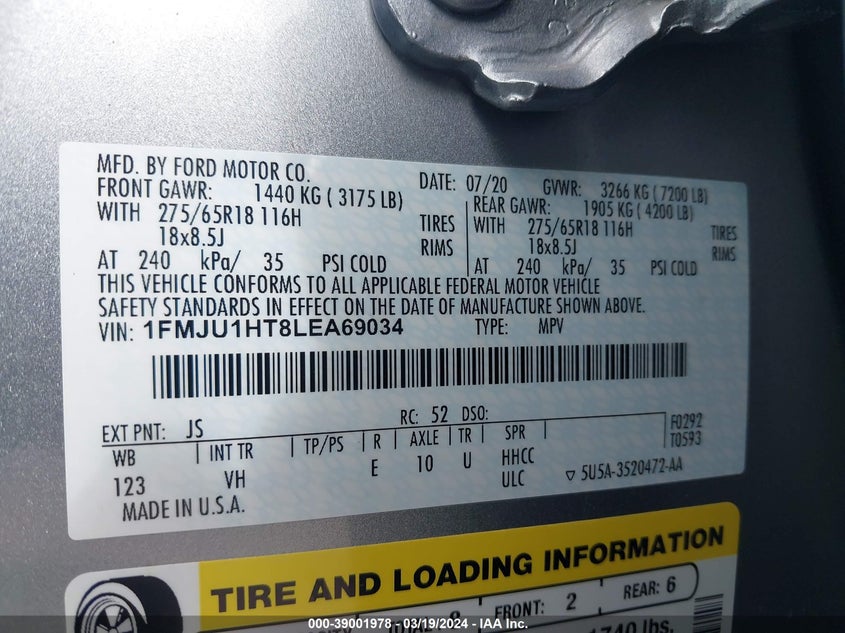 MFD. BY FORD MOTOR CO. DATE: 07/20 GVWR: 3266 KG ( 7200 LB)
FRONT GAWR: 1440 KG ( 3175 LB) REAR GAWR: 1905 KG ( 4200 LB)
WITH 275/65R18 116H TIRES WITH 275/65R18 116H TIRES
18x8.5J RIMS 18x8.5J RIMS
AT 240 kPa/ 35 PSI COLD AT 240 kPa/ 35 PSI COLD
THIS VEHICLE CONFORMS TO ALL APPLICABLE FEDERAL MOTOR VEHICLE
SAFETY STANDARDS IN EFFECT ON THE DATE OF MANUFACTURE SHOWN ABOVE.
VIN: 1FMJU1HT8LEA69034 TYPE: MPV
EXT PNT: JS RC: 52 DSO: F0292
WB INT TR TP/PS R AXLE TR SPR T0593
123 VH E 10 U HHCC
ULC 5U5A-3520472-AA
MADE IN U.S.A.
TIRE AND LOADING INFORMATION
FRONT: 2 REAR: 6
1740 lbs.
000-39001978 - 03/19/2024 - IAA Inc.